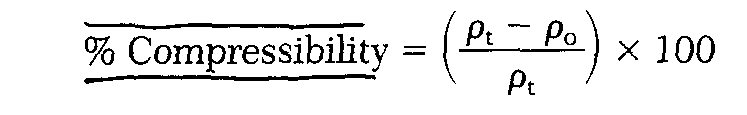 % Compressibility = (ρt − ρo / ρt) × 100